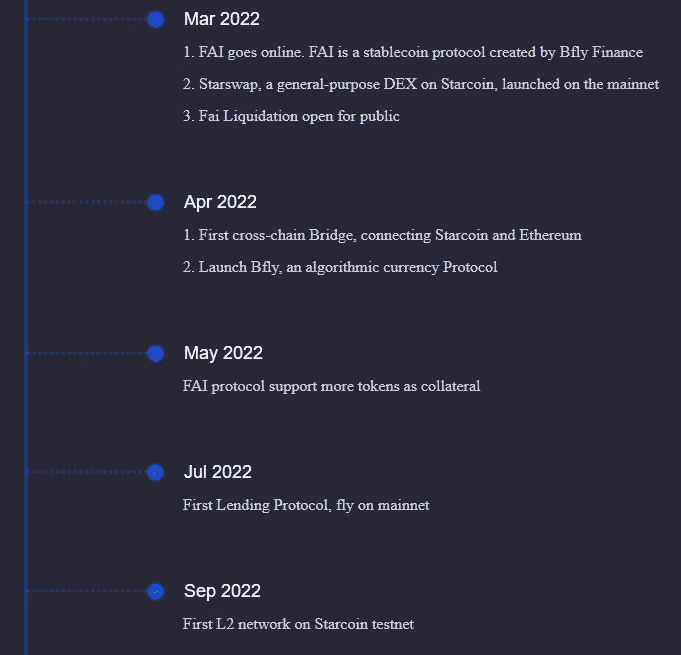 Mar 2022
1. FAI goes online. FAI is a stablecoin protocol created by Bfly Finance
2. Starswap, a general-purpose DEX on Starcoin, launched on the mainnet
3. Fai Liquidation open for public
Apr 2022
1. First cross-chain Bridge, connecting Starcoin and Ethereum
2. Launch Bfly, an algorithmic currency Protocol
May 2022
FAI protocol support more tokens as collateral
Jul 2022
First Lending Protocol, fly on mainnet
Sep 2022
First L2 network on Starcoin testnet